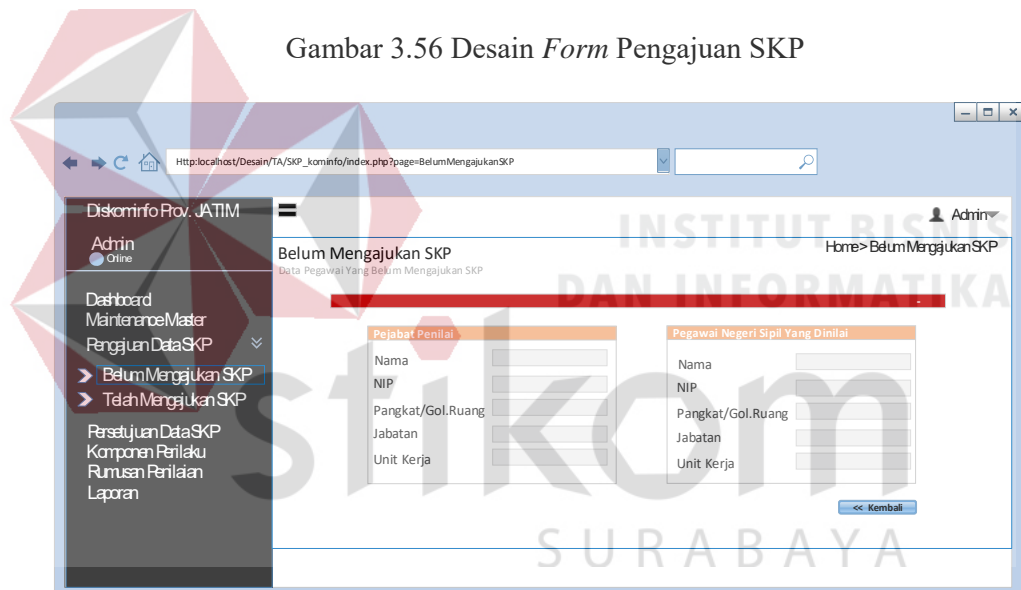 Gambar 3.56 Desain Form Pengajuan SKP
Http:localhost/Desain/TA/SKP_kominfo/index.php?page=BelumMengajukanSKP
Diskominfo Prov. JATIM
Admin
Online
Dashboard
Maintenance Master
Pengajuan Data SKP
Belum Mengajukan SKP
Telah Mengajukan SKP
Persetujuan Data SKP
Komponen Perilaku
Rumusan Penilaian
Laporan
Admin
Belum Mengajukan SKP
Home > Belum Mengajukan SKP
Data Pegawai Yang Belum Mengajukan SKP
-
Pejabat Penilai
Nama
NIP
Pangkat/Gol.Ruang
Jabatan
Unit Kerja
Pegawai Negeri Sipil Yang Dinilai
Nama
NIP
Pangkat/Gol.Ruang
Jabatan
Unit Kerja
<< Kembali
INSTITUT BISNIS
DAN INFORMATIKA
stikom
SURABAYA